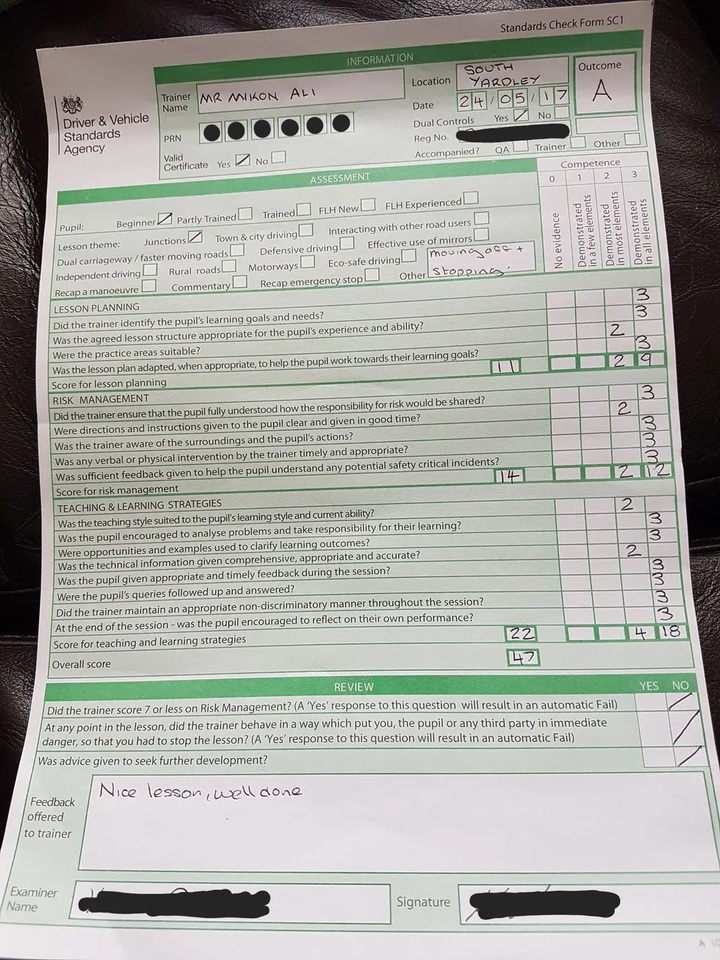 Standards Check Form SC1
Driver & Vehicle
Standards
Agency
INFORMATION
Trainer Name MR MIKON ALI
Location SOUTH YARDLEY
Outcome A
Date 24/05/17
PRN
Dual Controls Yes No
Reg No.
Valid Certificate Yes No
Accompanied? QA Trainer Other
ASSESSMENT
Competence
0 1 2 3
No evidence
Demonstrated in a few elements
Demonstrated in most elements
Demonstrated in all elements
Pupil: Beginner Partly Trained Trained FLH New FLH Experienced
Lesson theme: Junctions Town & city driving Interacting with other road users
Dual carriageway / faster moving roads Defensive driving Effective use of mirrors
Independent driving Rural roads Motorways Eco-safe driving
Recap a manoeuvre Commentary Recap emergency stop Other moving off + stopping.
LESSON PLANNING
Did the trainer identify the pupil's learning goals and needs? 3
Was the agreed lesson structure appropriate for the pupil's experience and ability? 3
Were the practice areas suitable? 2
Was the lesson plan adapted, when appropriate, to help the pupil work towards their learning goals? 3
Score for lesson planning 11 2 9
RISK MANAGEMENT
Did the trainer ensure that the pupil fully understood how the responsibility for risk would be shared? 3
Were directions and instructions given to the pupil clear and given in good time? 2
Was the trainer aware of the surroundings and the pupil's actions? 3
Was any verbal or physical intervention by the trainer timely and appropriate? 3
Was sufficient feedback given to help the pupil understand any potential safety critical incidents? 3
Score for risk management 14 2 12
TEACHING & LEARNING STRATEGIES
Was the teaching style suited to the pupil's learning style and current ability? 2
Was the pupil encouraged to analyse problems and take responsibility for their learning? 3
Were opportunities and examples used to clarify learning outcomes? 3
Was the technical information given comprehensive, appropriate and accurate? 2
Was the pupil given appropriate and timely feedback during the session? 3
Were the pupil's queries followed up and answered? 3
Did the trainer maintain an appropriate non-discriminatory manner throughout the session? 3
At the end of the session - was the pupil encouraged to reflect on their own performance? 3
Score for teaching and learning strategies 22 4 18
Overall score 47
REVIEW YES NO
Did the trainer score 7 or less on Risk Management? (A 'Yes' response to this question will result in an automatic Fail)
At any point in the lesson, did the trainer behave in a way which put you, the pupil or any third party in immediate
danger, so that you had to stop the lesson? (A 'Yes' response to this question will result in an automatic Fail)
Was advice given to seek further development?
Feedback
offered
to trainer
Nice lesson, well done
Examiner
Name
Signature